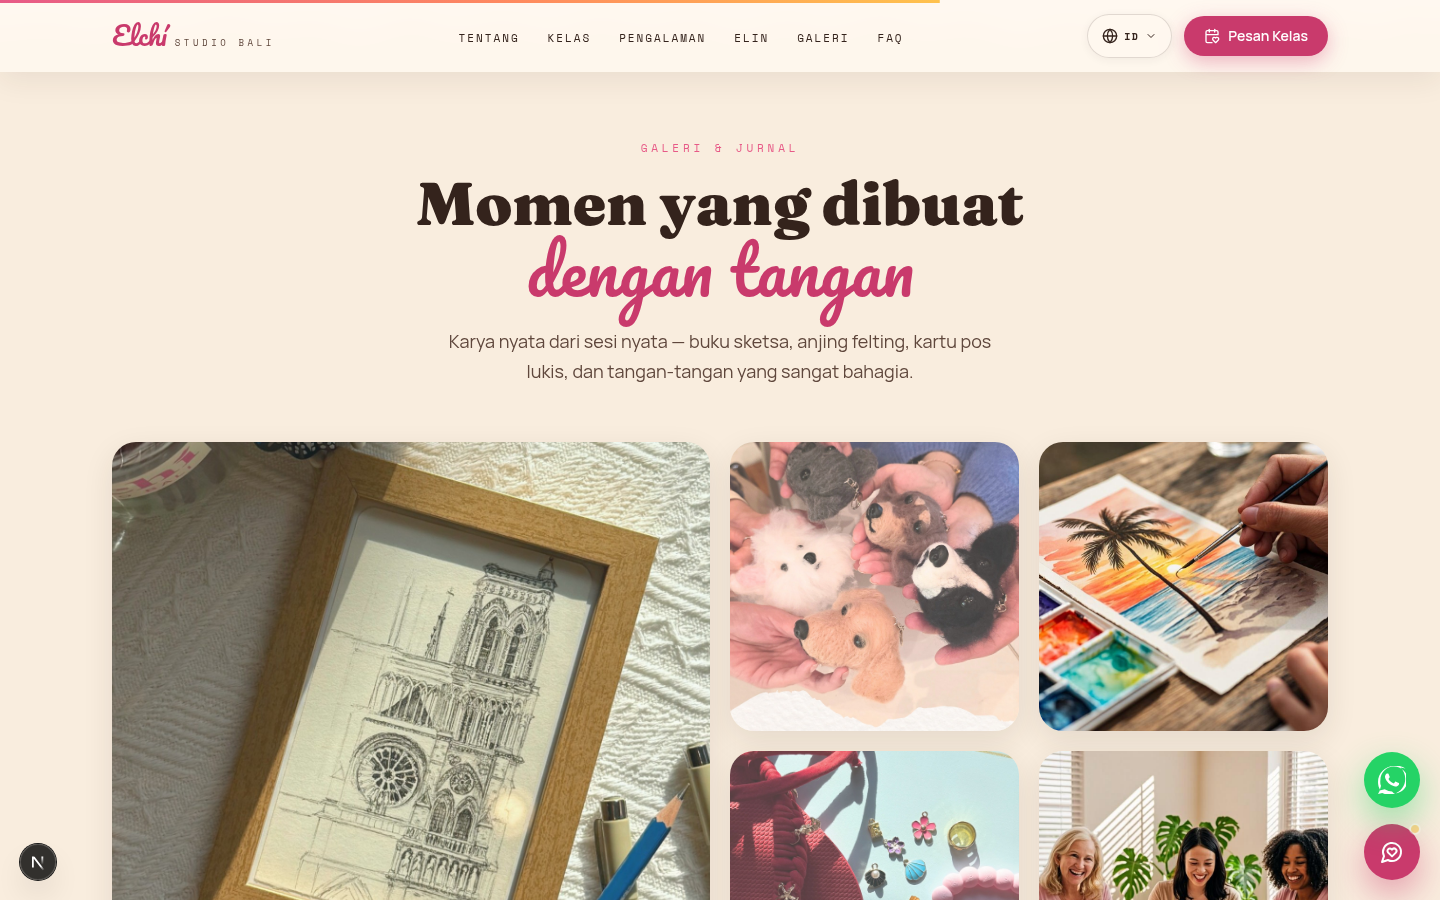 Elchí STUDIO BALI
TENTANG KELAS PENGALAMAN ELIN GALERI FAQ
ID
Pesan Kelas
GALERI & JURNAL
Momen yang dibuat
dengan tangan
Karya nyata dari sesi nyata — buku sketsa, anjing felting, kartu pos
lukis, dan tangan-tangan yang sangat bahagia.
N